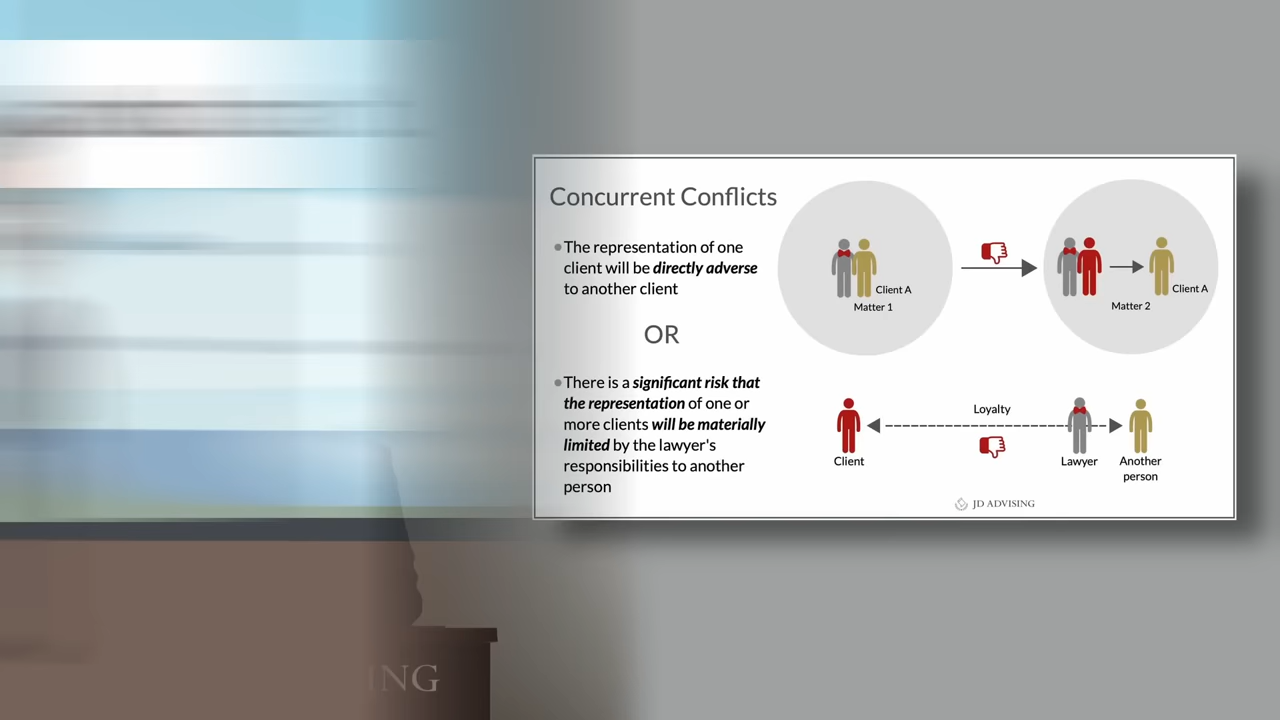 Concurrent Conflicts
The representation of one
client will be directly adverse
to another client
OR
There is a significant risk that
the representation of one or
more clients will be materially
limited by the lawyer's
responsibilities to another
person
Client A
Matter 1
Client A
Matter 2
Loyalty
Client
Lawyer
Another
person
JD ADVISING
ING